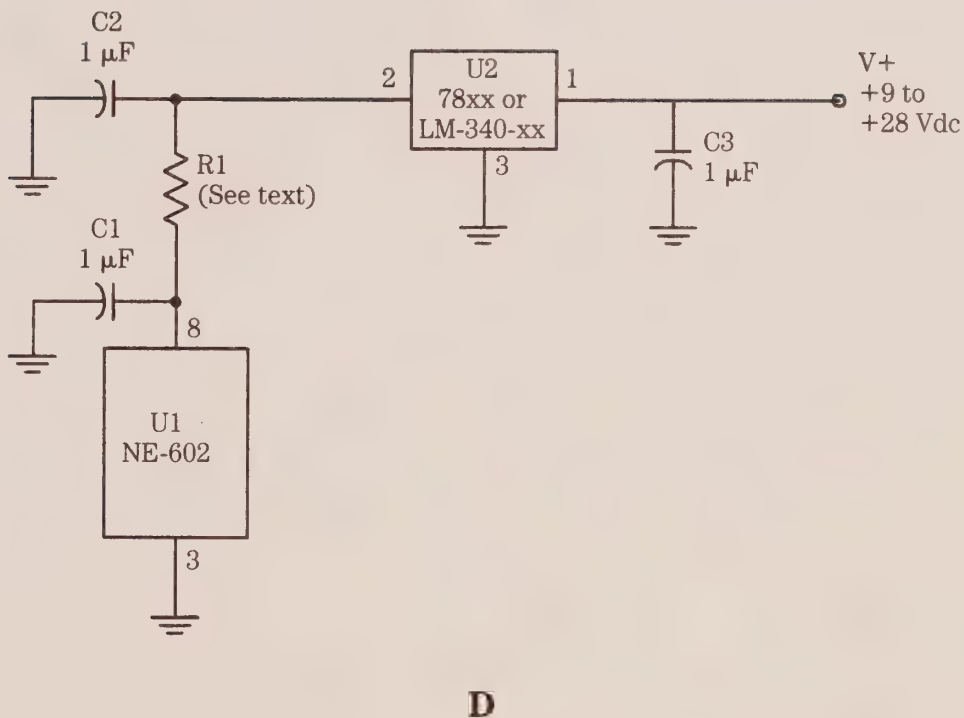 C2
1 µF
2
U2
78xx or
LM-340-xx
1
3
V+
+9 to
+28 Vdc
C3
1 µF
R1
(See text)
C1
1 µF
8
U1
NE-602
3
D